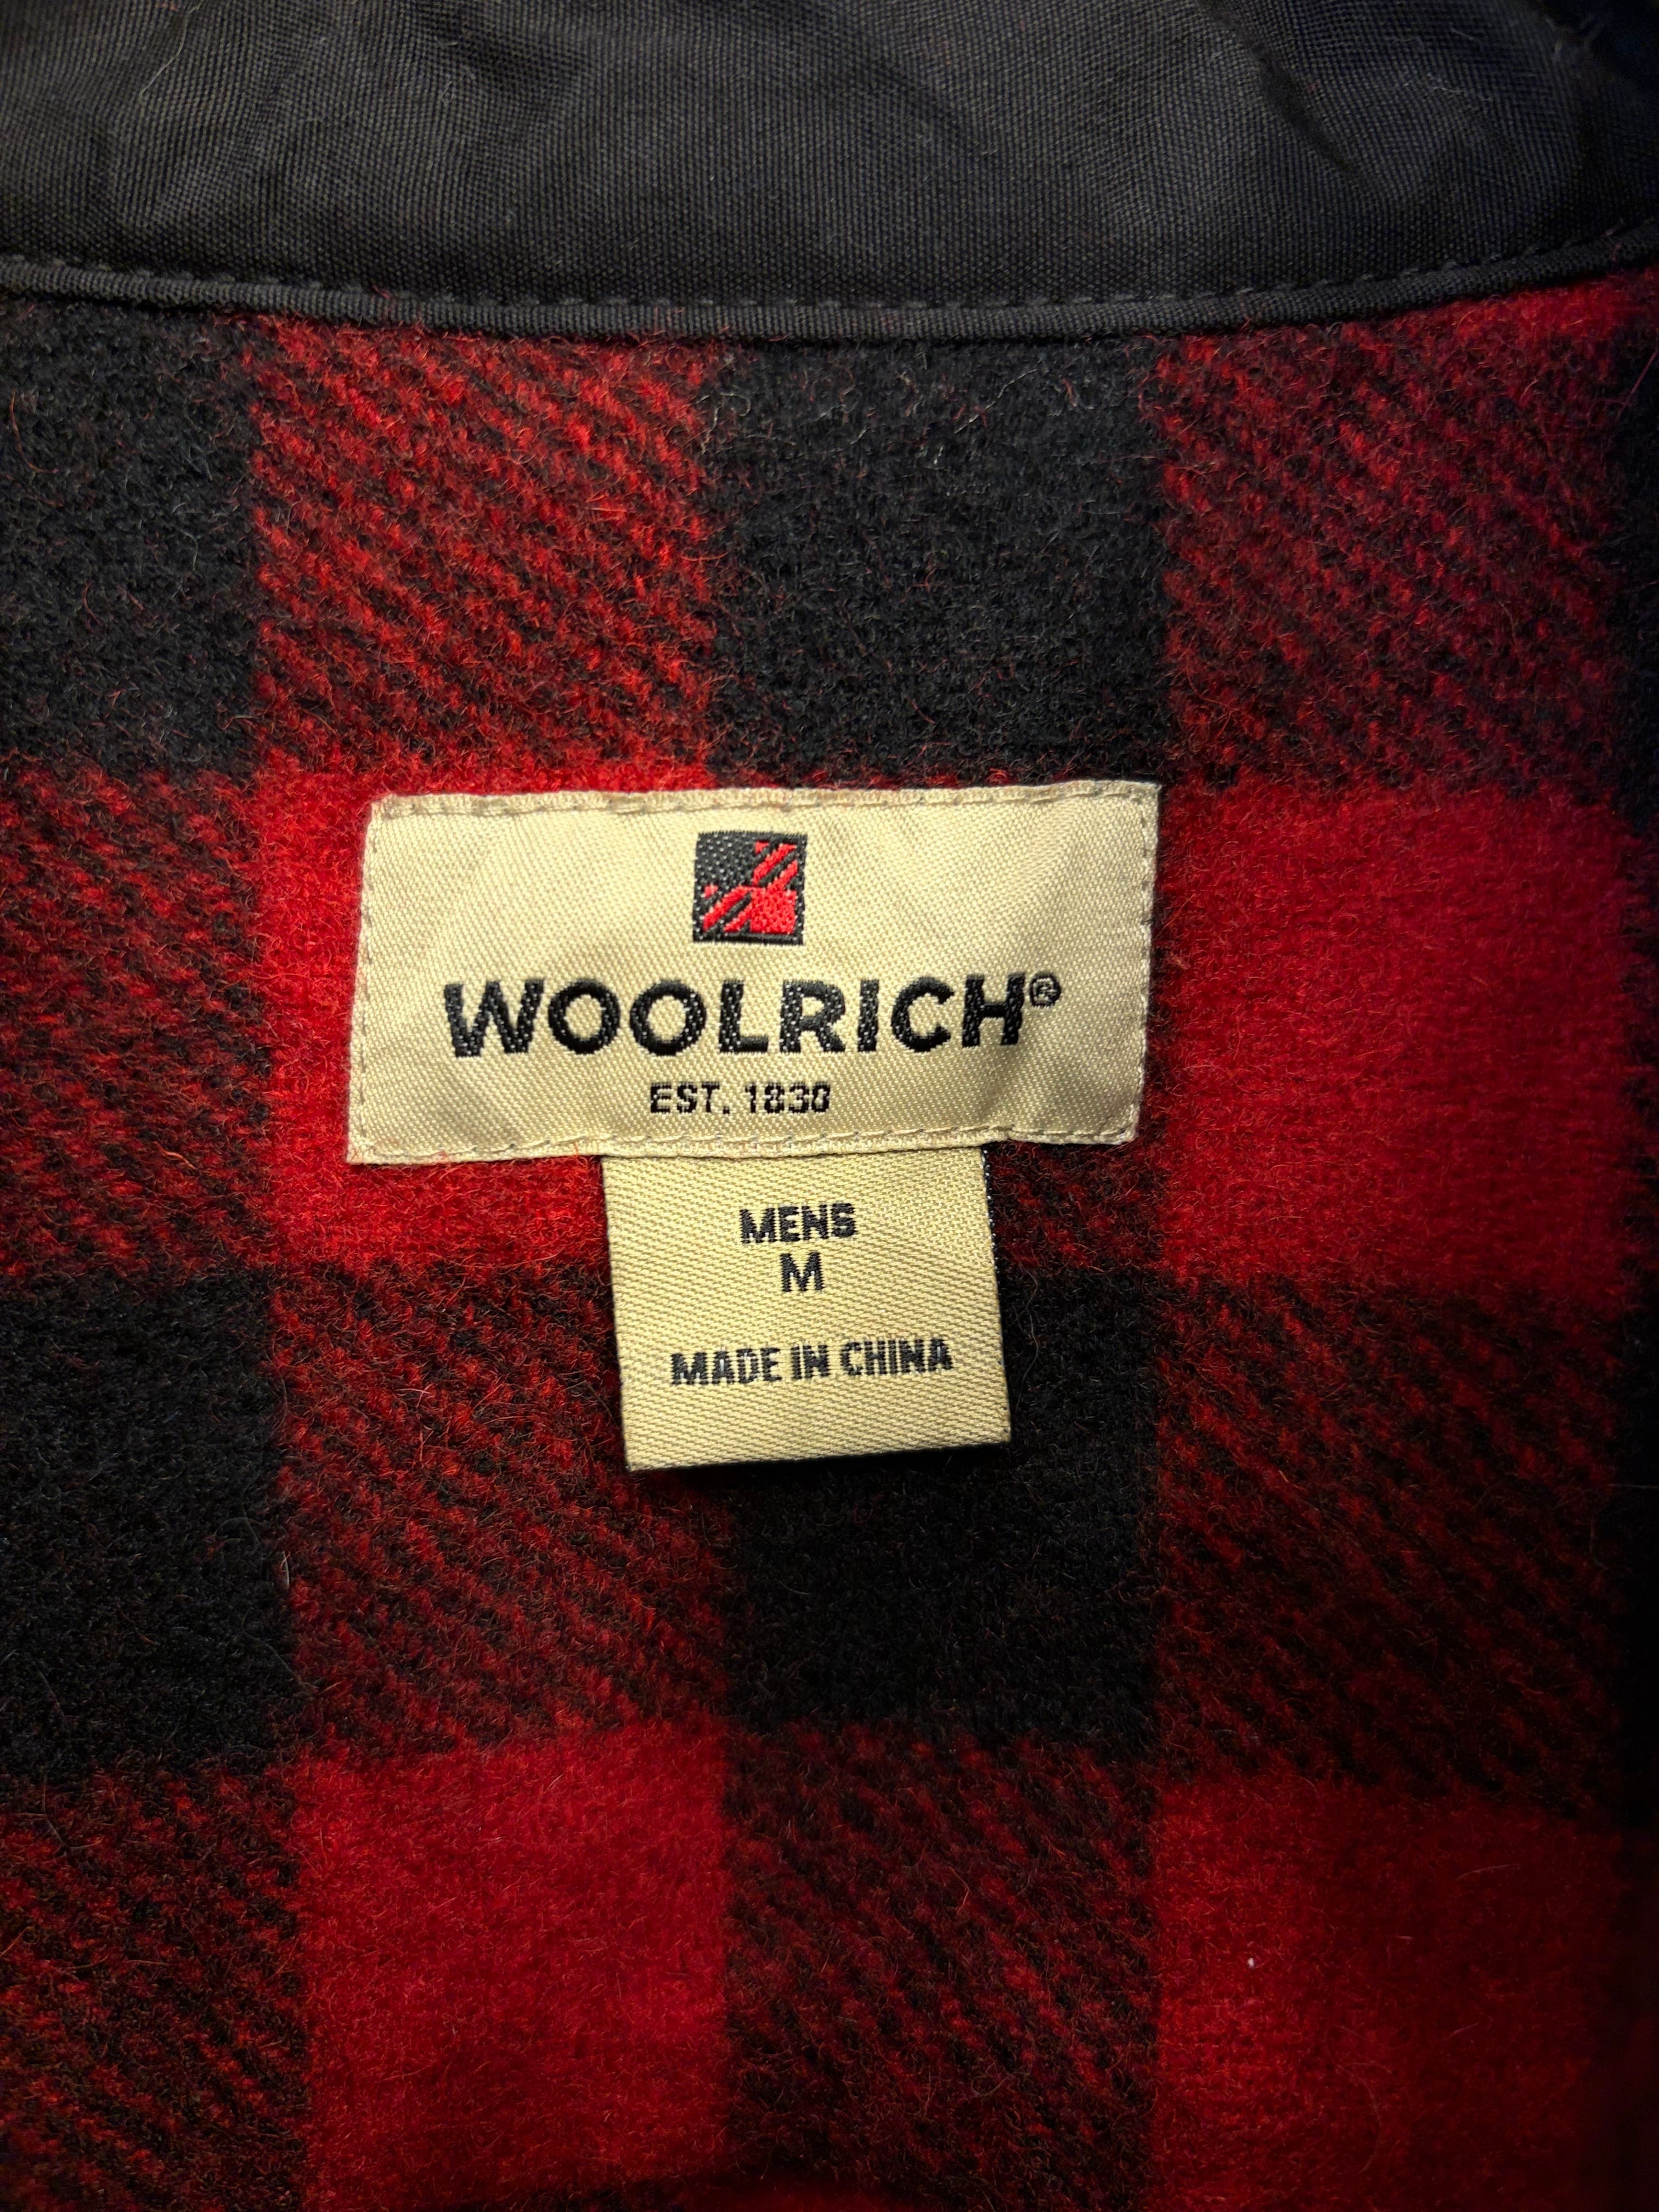 WOOLRICH®
EST. 1830
MENS
M
MADE IN CHINA